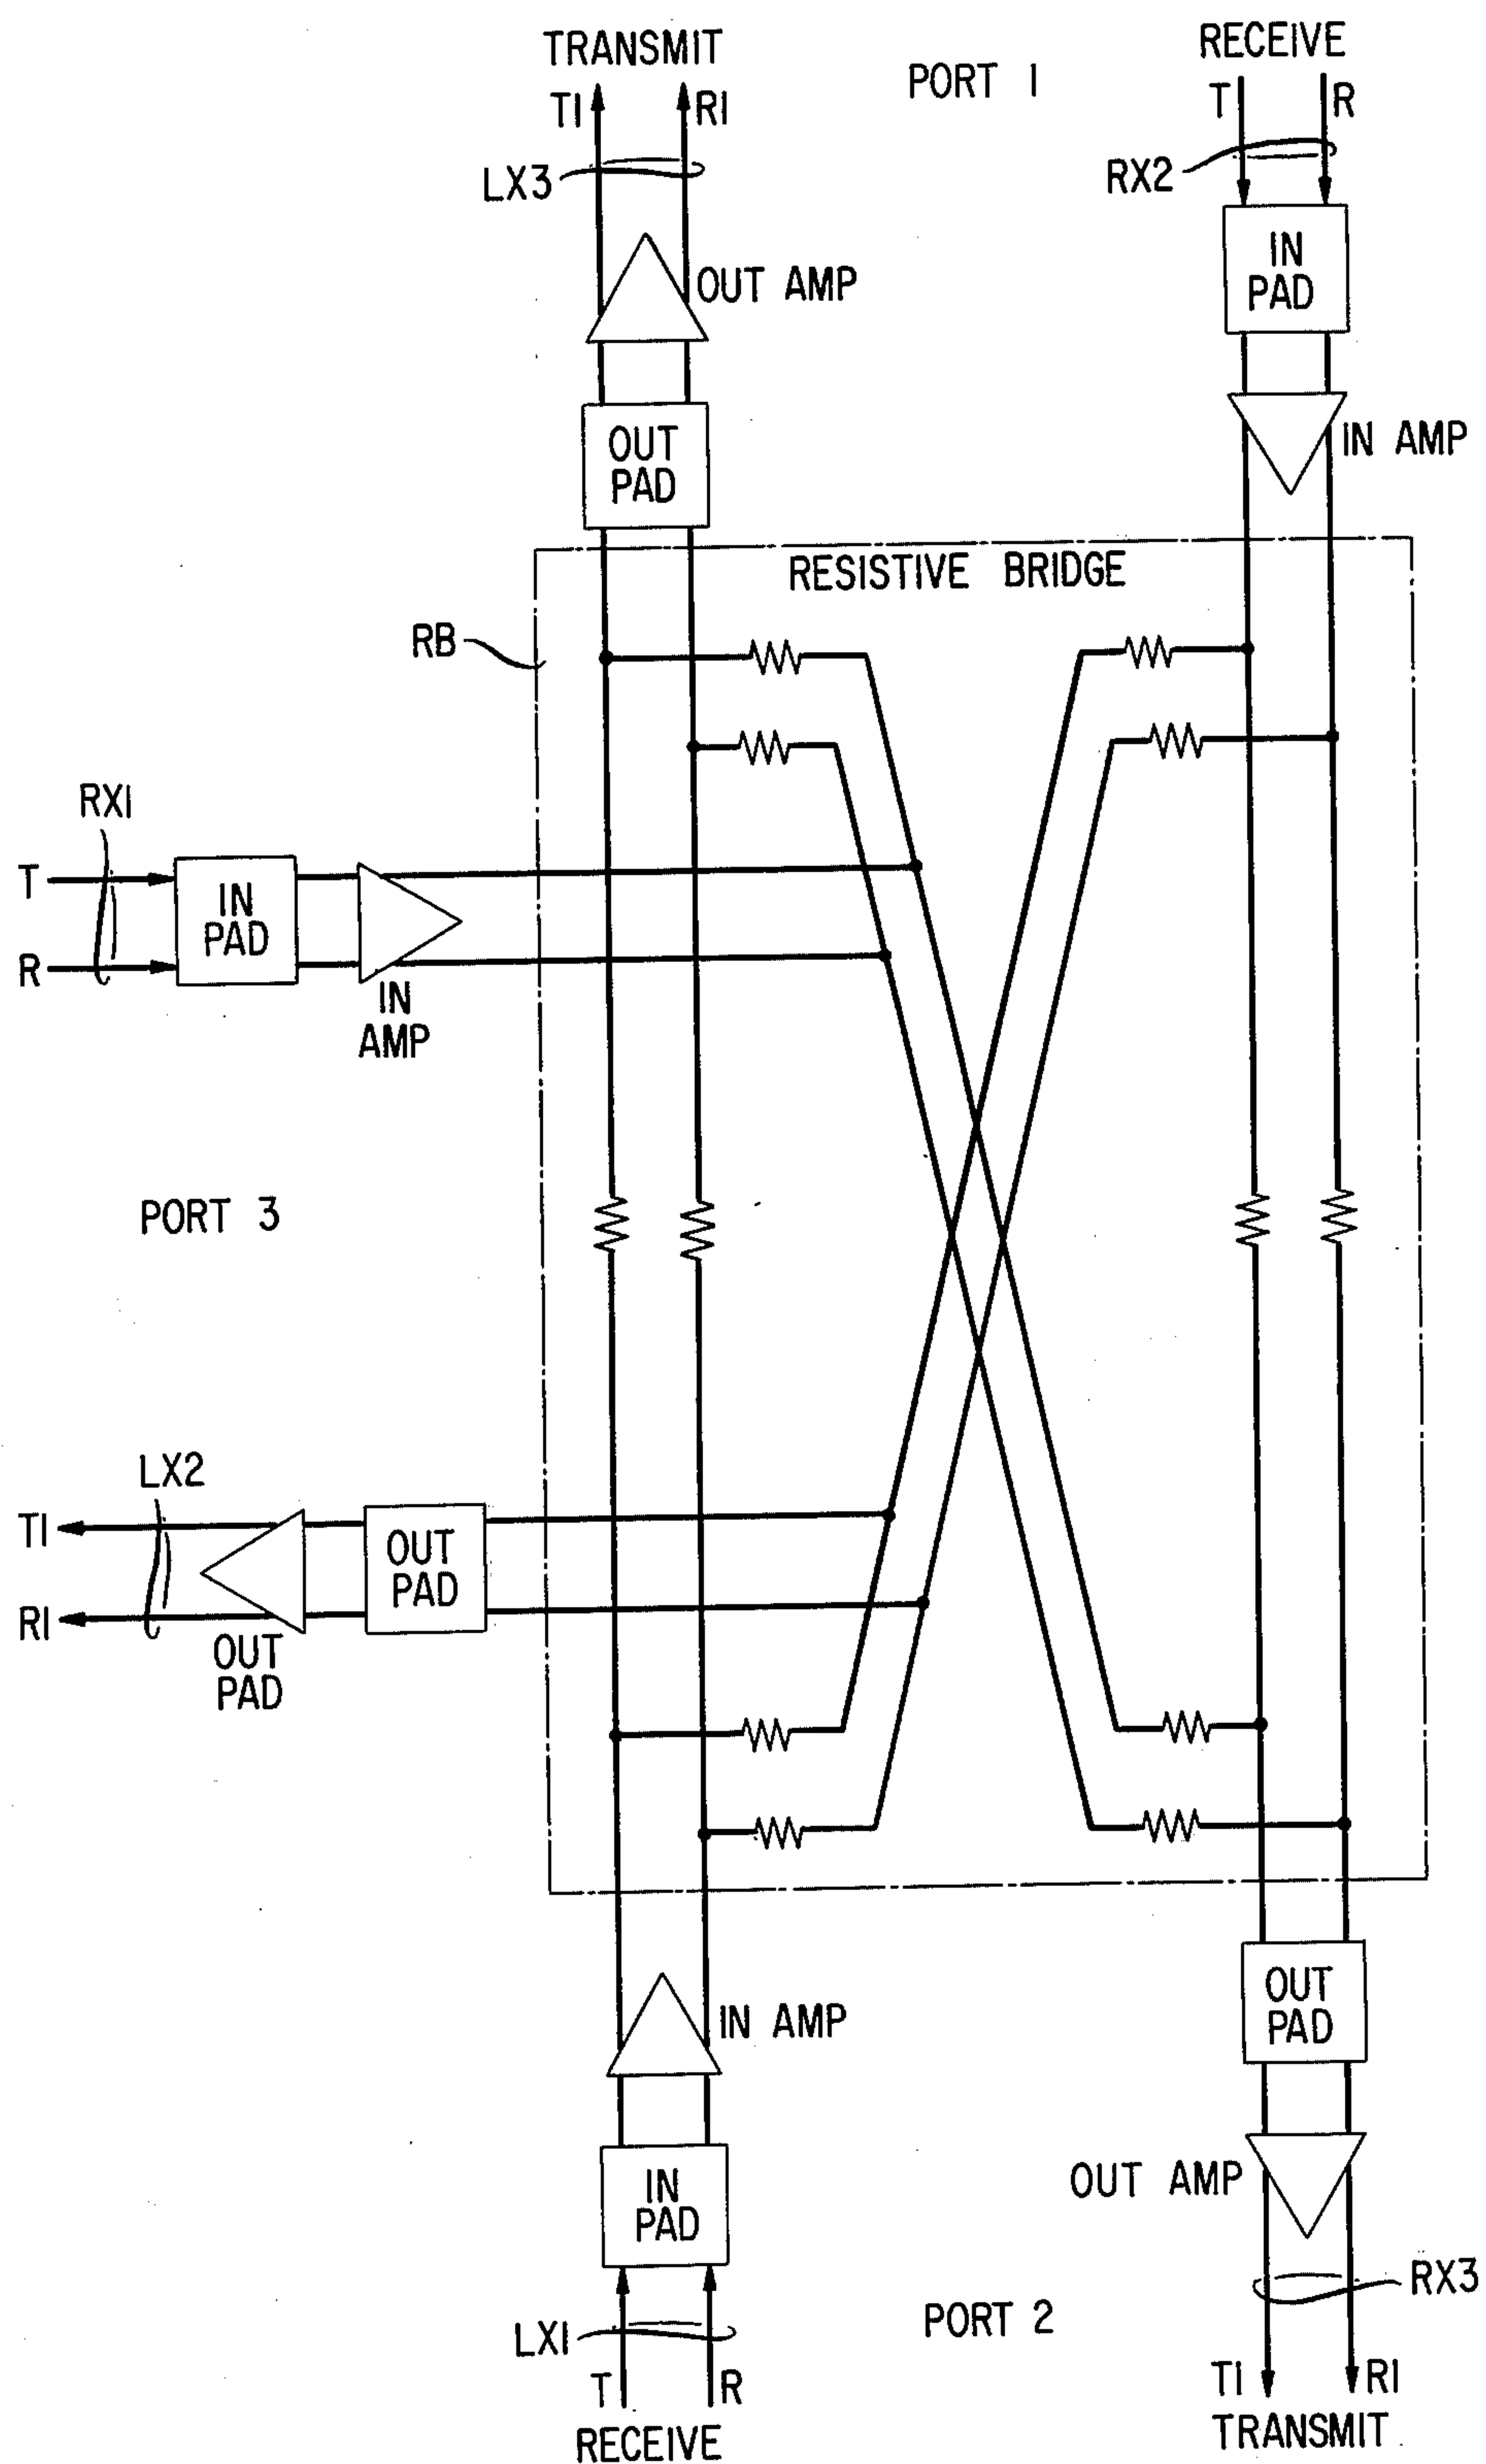 TRANSMIT
PORT 1
RECEIVE
T1
R1
T
R
LX3
RX2
OUT AMP
IN
PAD
OUT
PAD
IN AMP
RESISTIVE BRIDGE
RB
RX1
T
R
IN
PAD
IN
AMP
PORT 3
LX2
T1
R1
OUT
PAD
OUT
PAD
IN AMP
OUT
PAD
IN
PAD
OUT AMP
RX3
PORT 2
LX1
T
R
RECEIVE
T1
R1
TRANSMIT